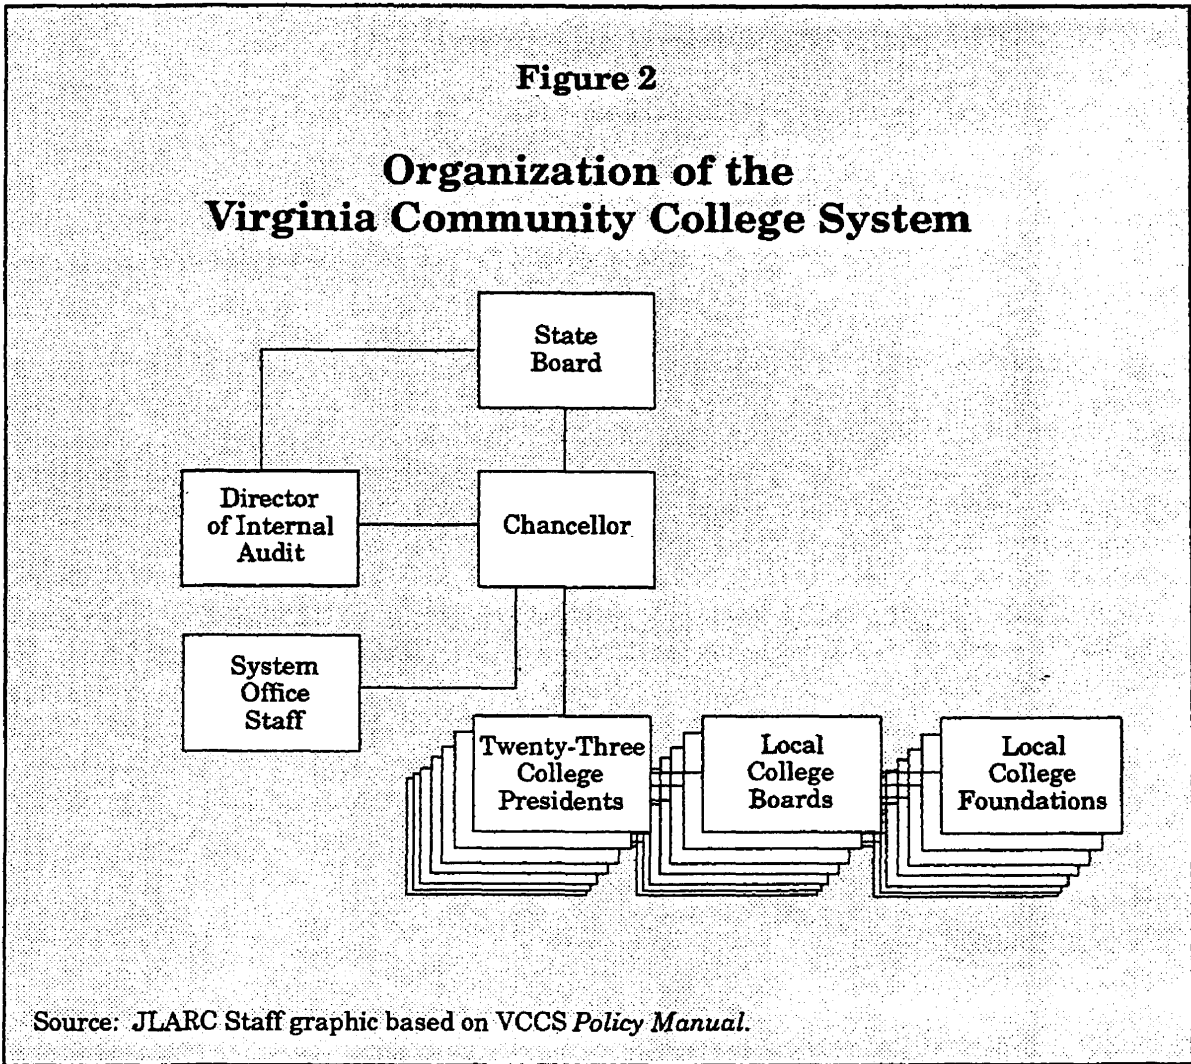 Figure 2
Organization of the
Virginia Community College System
State
Board
Director
of Internal
Audit
Chancellor
System
Office
Staff
Twenty-Three
College
Presidents
Local
College
Boards
Local
College
Foundations
Source: JLARC Staff graphic based on VCCS Policy Manual.